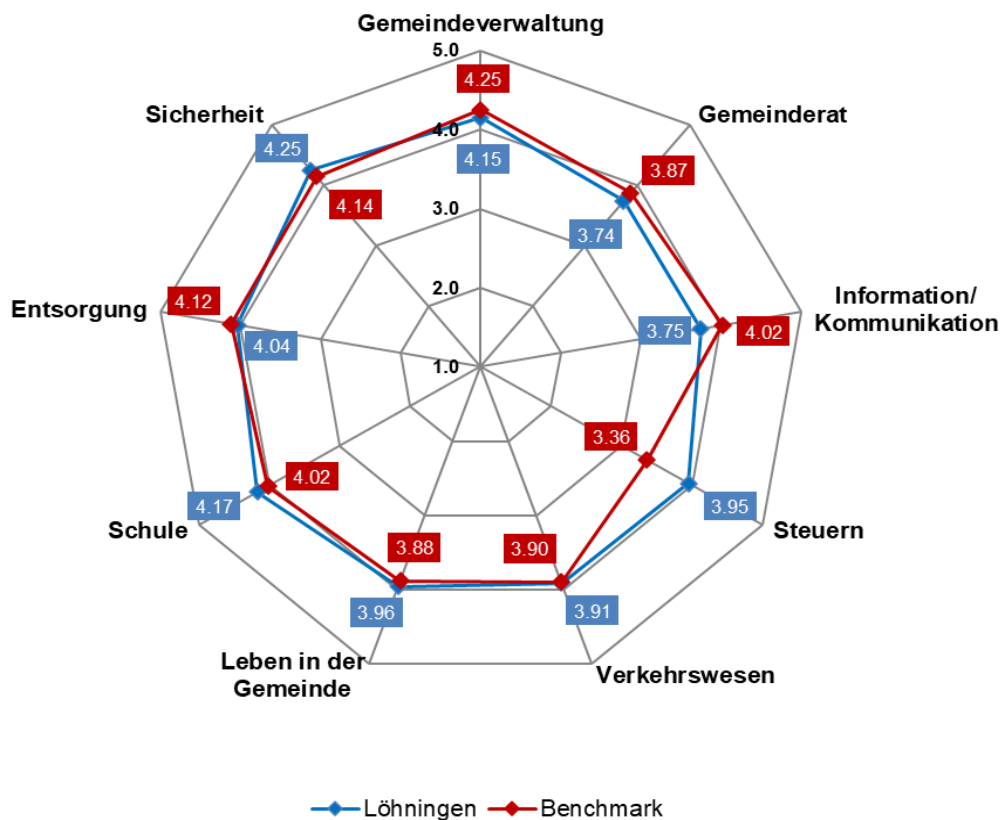 Gemeindeverwaltung
5.0
4.25
Sicherheit
Gemeinderat
4.25
4.0
4.15
3.87
4.14
3.0
3.74
Entsorgung
4.12
4.04
2.0
3.75
4.02
Information/
Kommunikation
1.0
3.36
4.02
4.17
3.95
Schule
Steuern
3.88
3.90
3.96
3.91
Leben in der
Gemeinde
Verkehrswesen
Löhningen
Benchmark